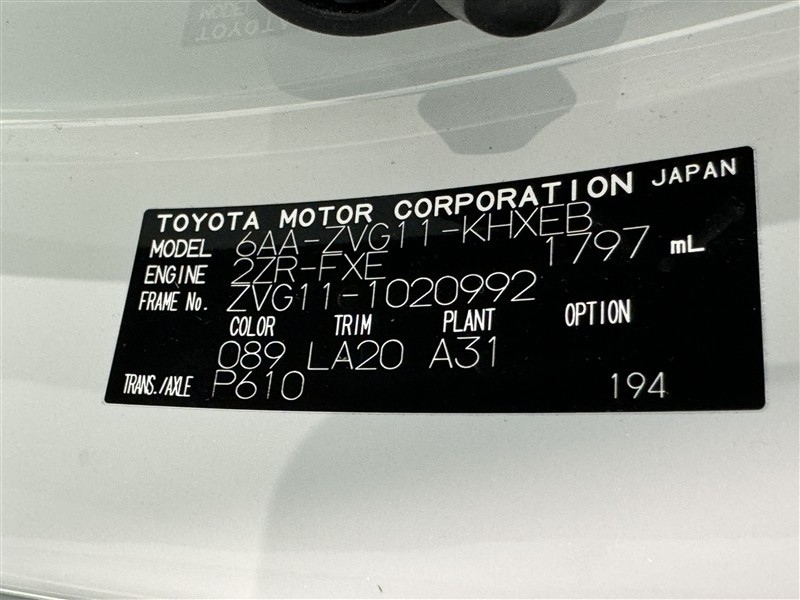 TOYOTA MOTOR CORPORATION JAPAN
MODEL 6AA-ZVG11-KHXEB
ENGINE 2ZR-FXE 1797 mL
FRAME No. ZVG11-1020992
COLOR TRIM PLANT OPTION
089 LA20 A31
TRANS./AXLE P610 194